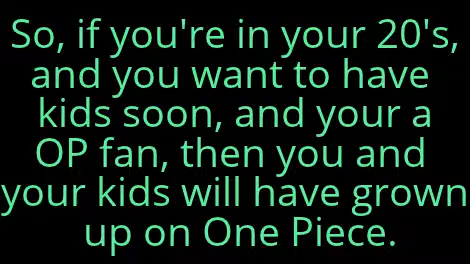 So, if you're in your 20's,
and you want to have
kids soon, and your a
OP fan, then you and
your kids will have grown
up on One Piece.